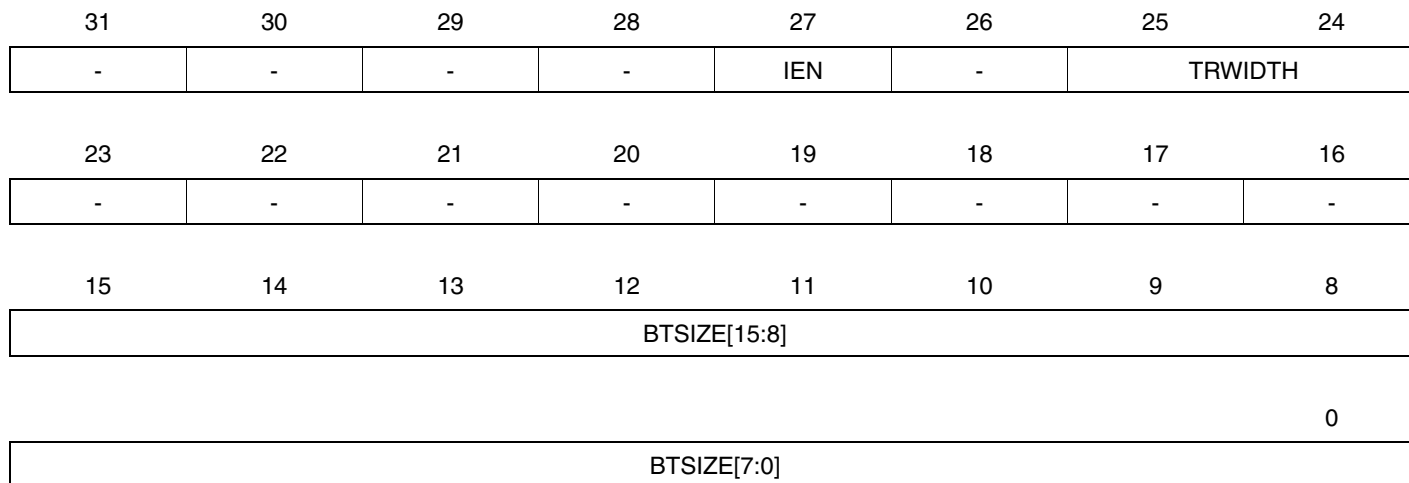 31 30 29 28 27 26 25 24
- - - - IEN - TRWIDTH
23 22 21 20 19 18 17 16
- - - - - - - -
15 14 13 12 11 10 9 8
BTSIZE[15:8]
0
BTSIZE[7:0]